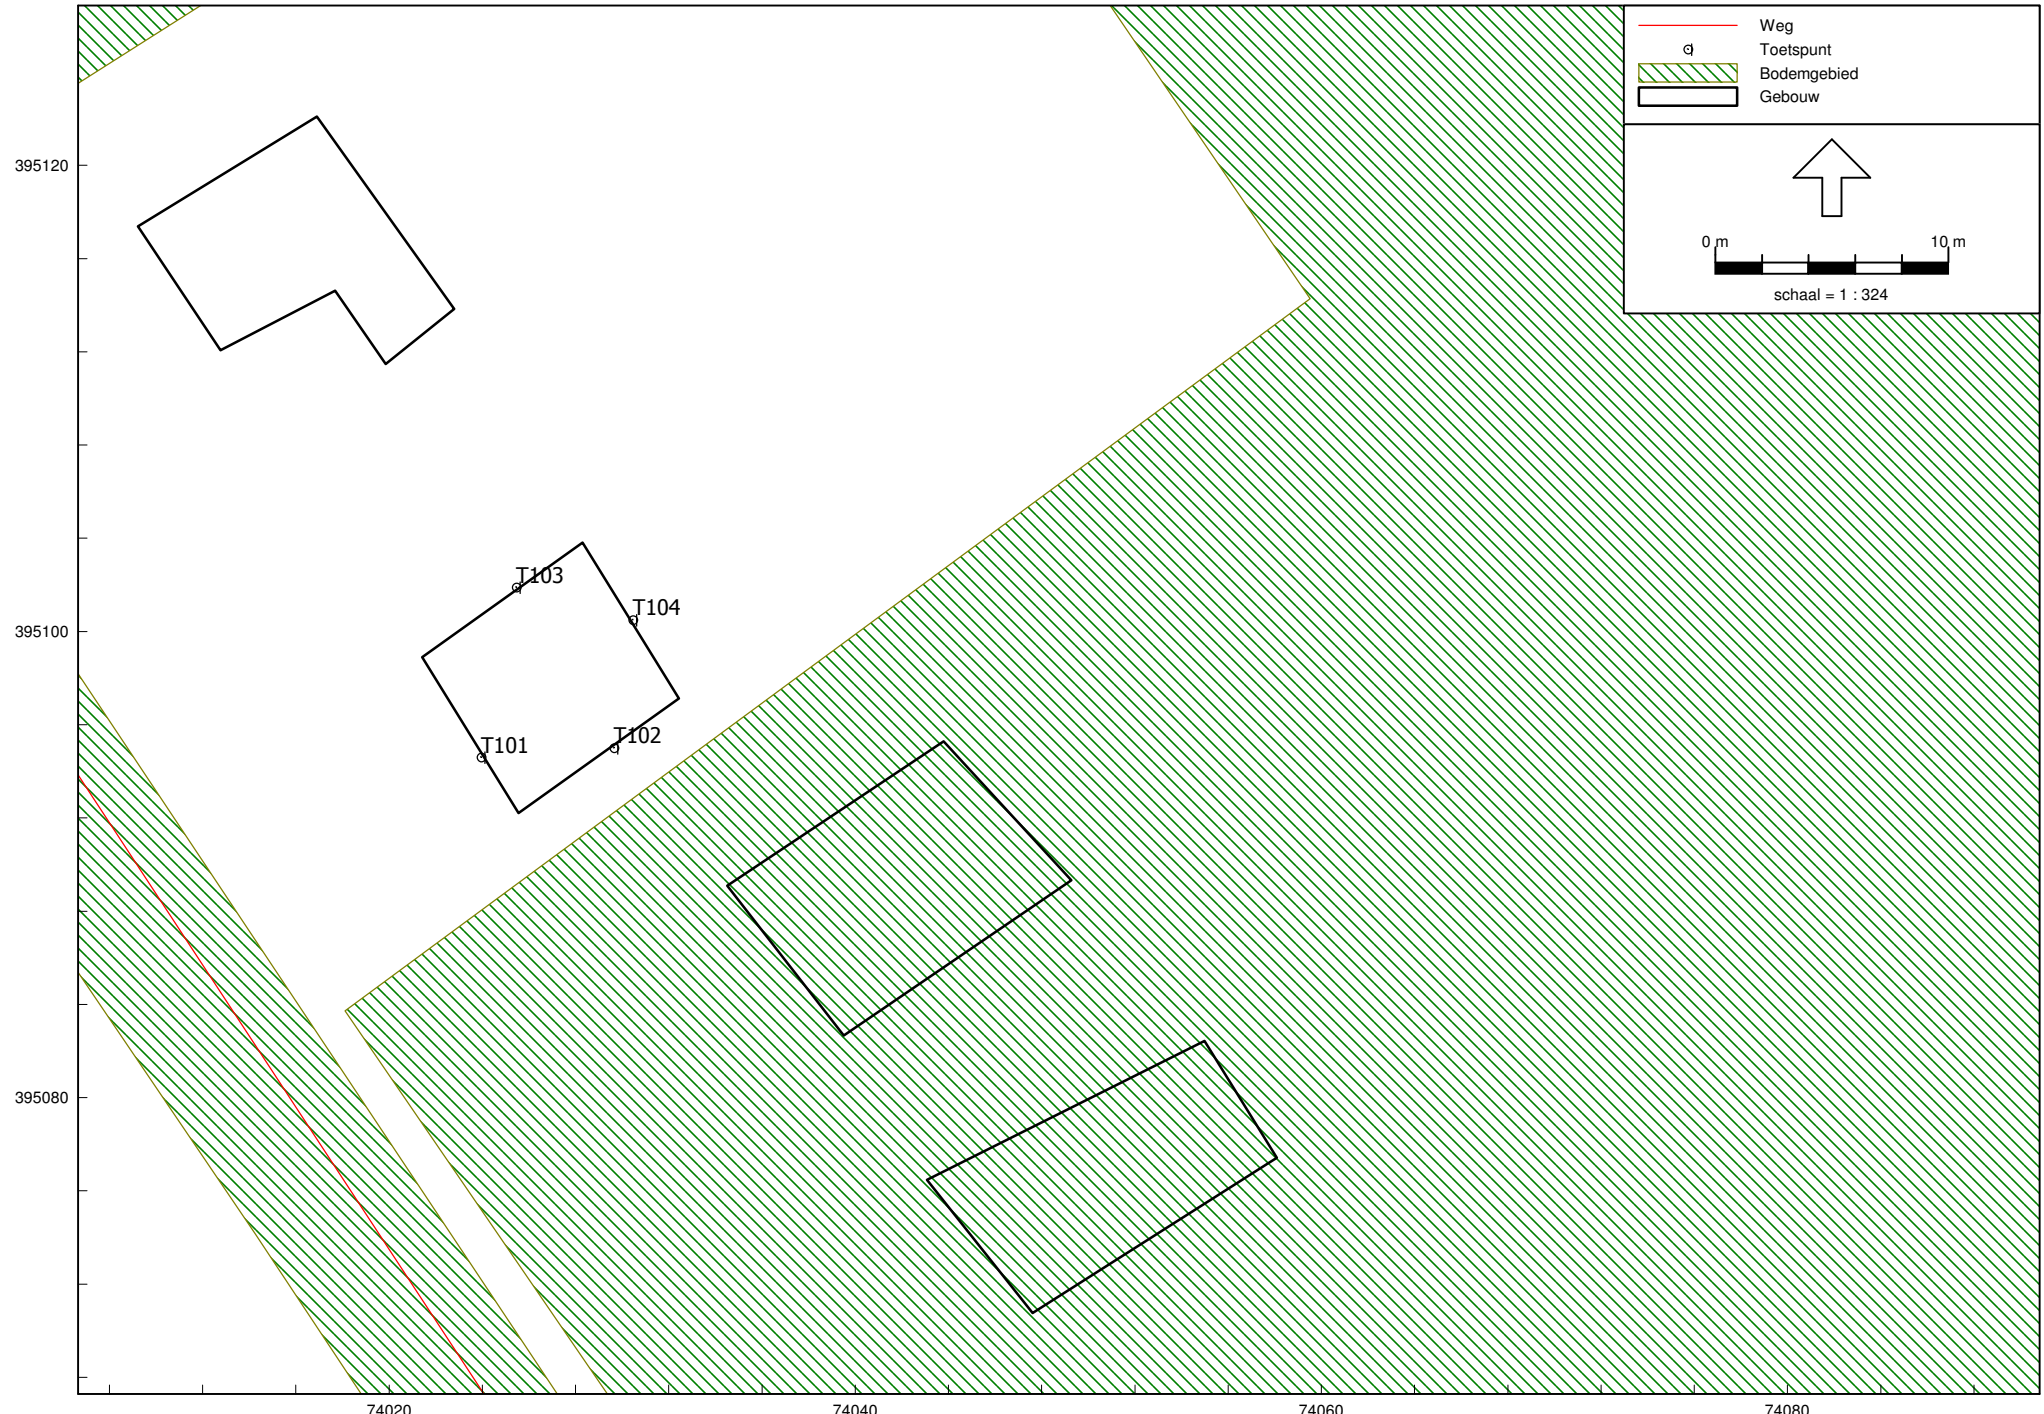 Weg
Toetspunt
Bodemgebied
Gebouw
395120
0 m 10 m
schaal = 1 : 324
T103
T104
395100
T102
T101
395080
74020 74040 74060 74080